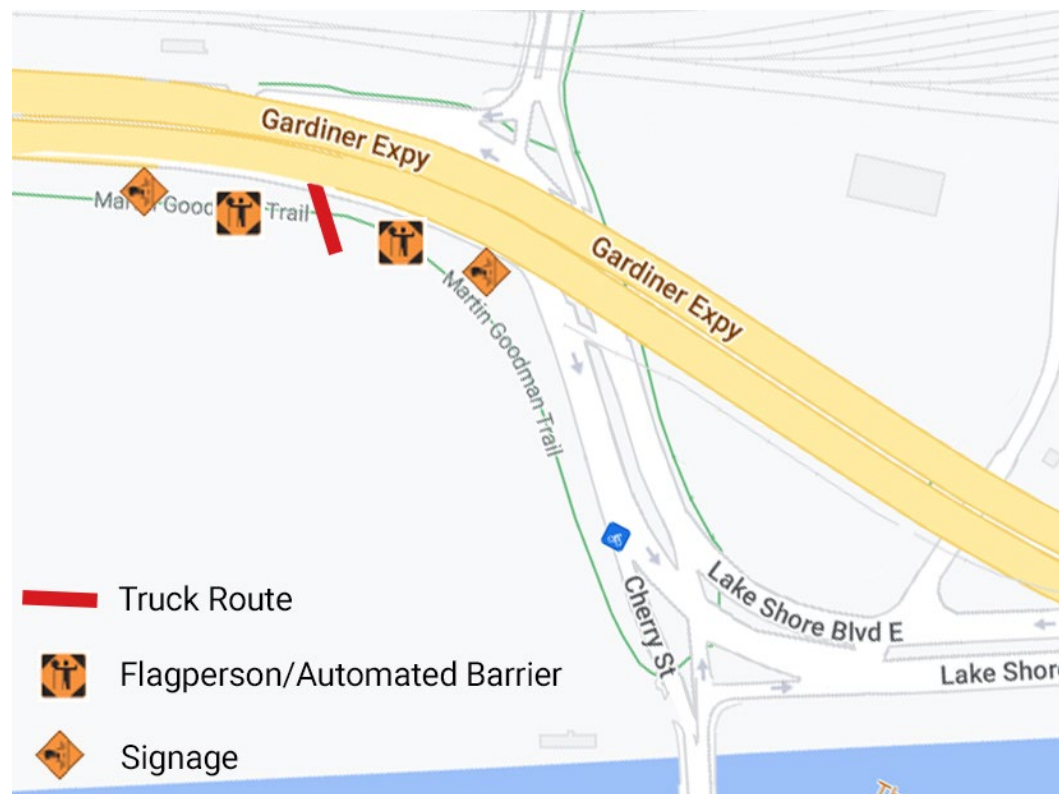 Gardiner Expy
Trail
Gardiner Expy
Martin Goodman Trail
Truck Route
Cherry St
Lake Shore Blvd E
Flagperson/Automated Barrier
Lake Shor
Signage